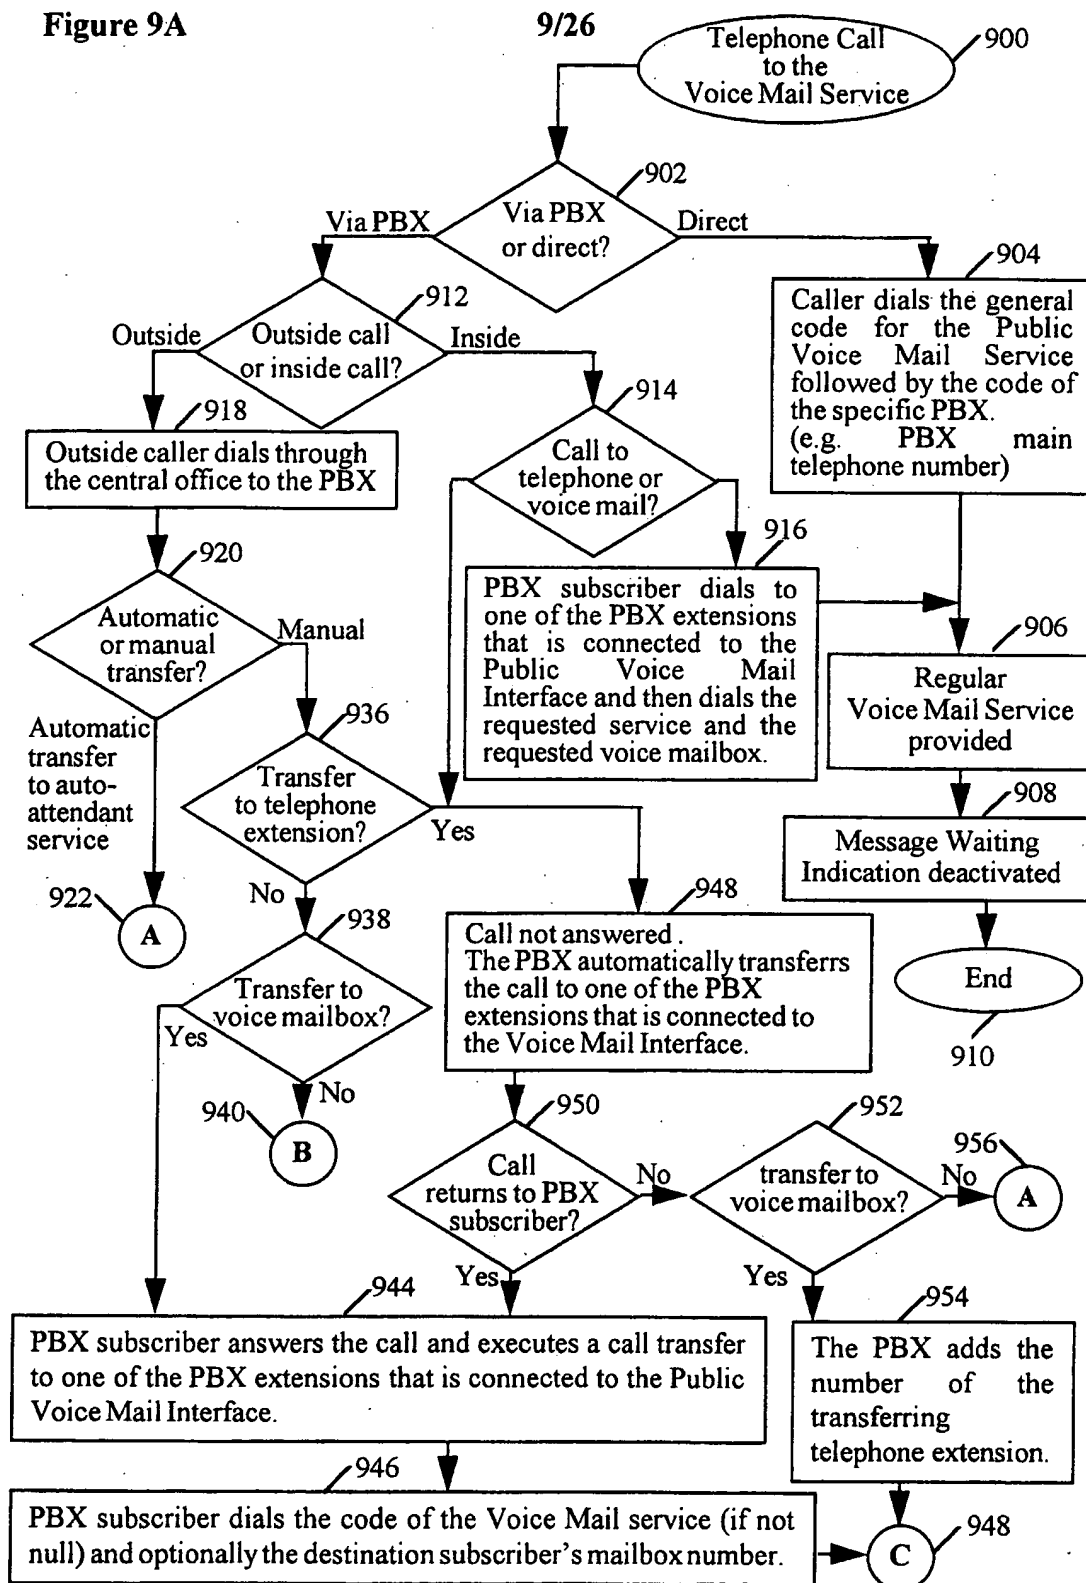 Figure 9A
9/26
Telephone Call
to the
Voice Mail Service
900
902
Via PBX
or direct?
Via PBX
Direct
904
Caller dials the general
code for the Public
Voice Mail Service
followed by the code of
the specific PBX.
(e.g. PBX main
telephone number)
912
Outside call
or inside call?
Outside
Inside
914
Call to
telephone or
voice mail?
918
Outside caller dials through
the central office to the PBX
916
PBX subscriber dials to
one of the PBX extensions
that is connected to the
Public Voice Mail
Interface and then dials the
requested service and the
requested voice mailbox.
920
Automatic
or manual
transfer?
Manual
906
Regular
Voice Mail Service
provided
Automatic
transfer
to auto-
attendant
service
936
Transfer
to telephone
extension?
Yes
No
908
Message Waiting
Indication deactivated
922
A
938
Transfer to
voice mailbox?
Yes
No
948
Call not answered .
The PBX automatically transferrs
the call to one of the PBX
extensions that is connected to
the Voice Mail Interface.
End
910
940
B
950
Call
returns to PBX
subscriber?
No
Yes
952
transfer to
voice mailbox?
No
Yes
956
A
944
PBX subscriber answers the call and executes a call transfer
to one of the PBX extensions that is connected to the Public
Voice Mail Interface.
954
The PBX adds the
number of the
transferring
telephone extension.
946
PBX subscriber dials the code of the Voice Mail service (if not
null) and optionally the destination subscriber's mailbox number.
C
948